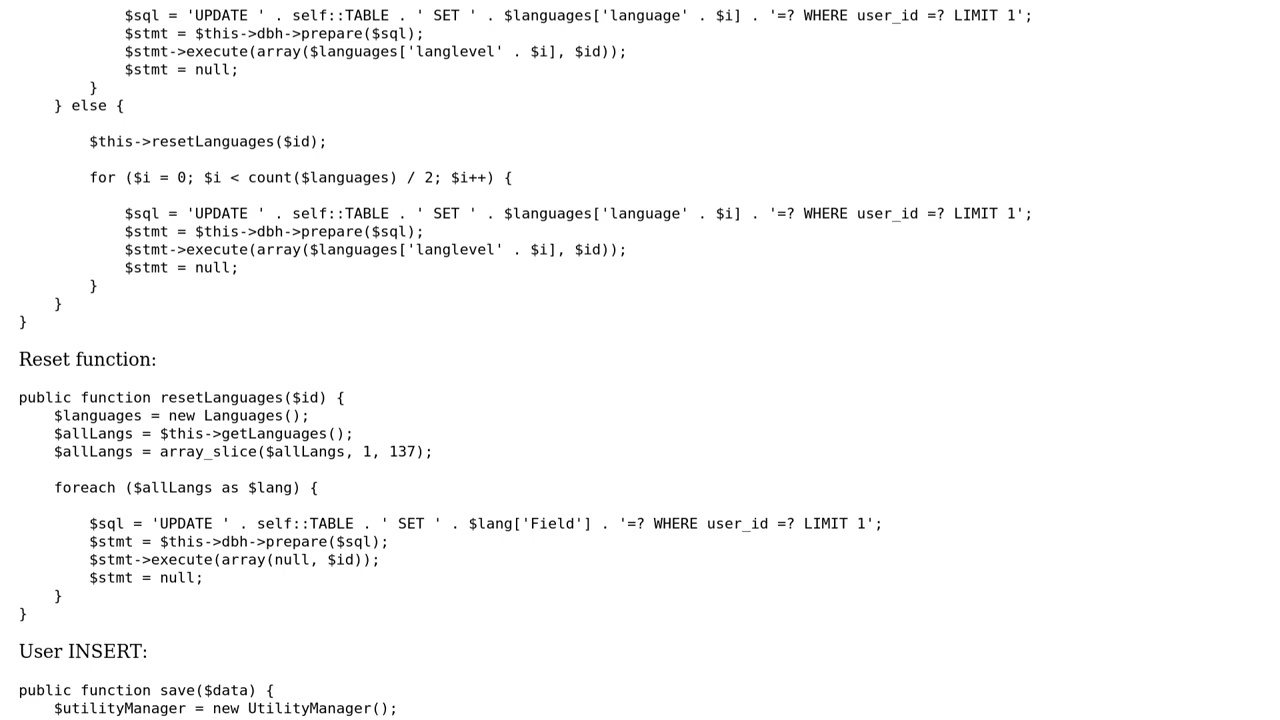 $sql = 'UPDATE ' . self::TABLE . ' SET ' . $languages['language' . $i] . '=? WHERE user_id =? LIMIT 1';
            $stmt = $this->dbh->prepare($sql);
            $stmt->execute(array($languages['langlevel' . $i], $id));
            $stmt = null;
        }
    } else {

        $this->resetLanguages($id);

        for ($i = 0; $i < count($languages) / 2; $i++) {

            $sql = 'UPDATE ' . self::TABLE . ' SET ' . $languages['language' . $i] . '=? WHERE user_id =? LIMIT 1';
            $stmt = $this->dbh->prepare($sql);
            $stmt->execute(array($languages['langlevel' . $i], $id));
            $stmt = null;
        }
    }
}
Reset function:
public function resetLanguages($id) {
    $languages = new Languages();
    $allLangs = $this->getLanguages();
    $allLangs = array_slice($allLangs, 1, 137);

    foreach ($allLangs as $lang) {

        $sql = 'UPDATE ' . self::TABLE . ' SET ' . $lang['Field'] . '=? WHERE user_id =? LIMIT 1';
        $stmt = $this->dbh->prepare($sql);
        $stmt->execute(array(null, $id));
        $stmt = null;
    }
}
User INSERT:
public function save($data) {
    $utilityManager = new UtilityManager();